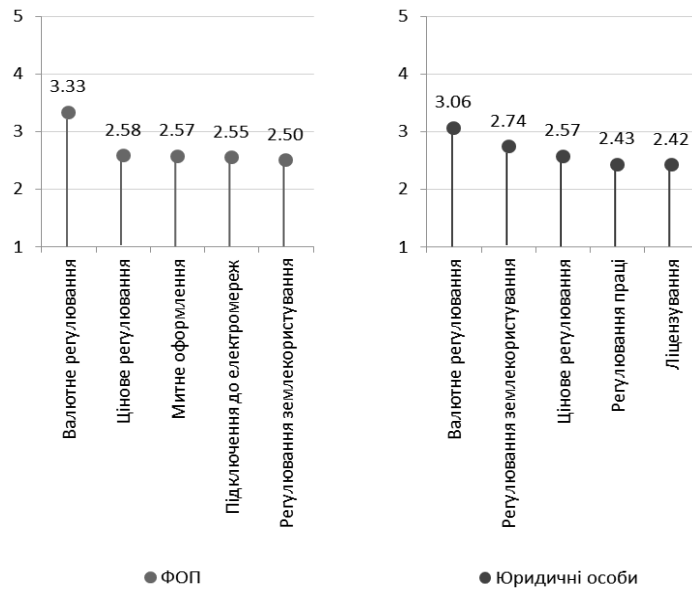 5
4
3
2
1
3.33
2.58
2.57
2.55
2.50
Валютне регулювання
Цінове регулювання
Митне оформлення
Підключення до електромереж
Регулювання землекористування
ФОП
5
4
3
2
1
3.06
2.74
2.57
2.43
2.42
Валютне регулювання
Регулювання землекористування
Цінове регулювання
Регулювання праці
Ліцензування
Юридичні особи